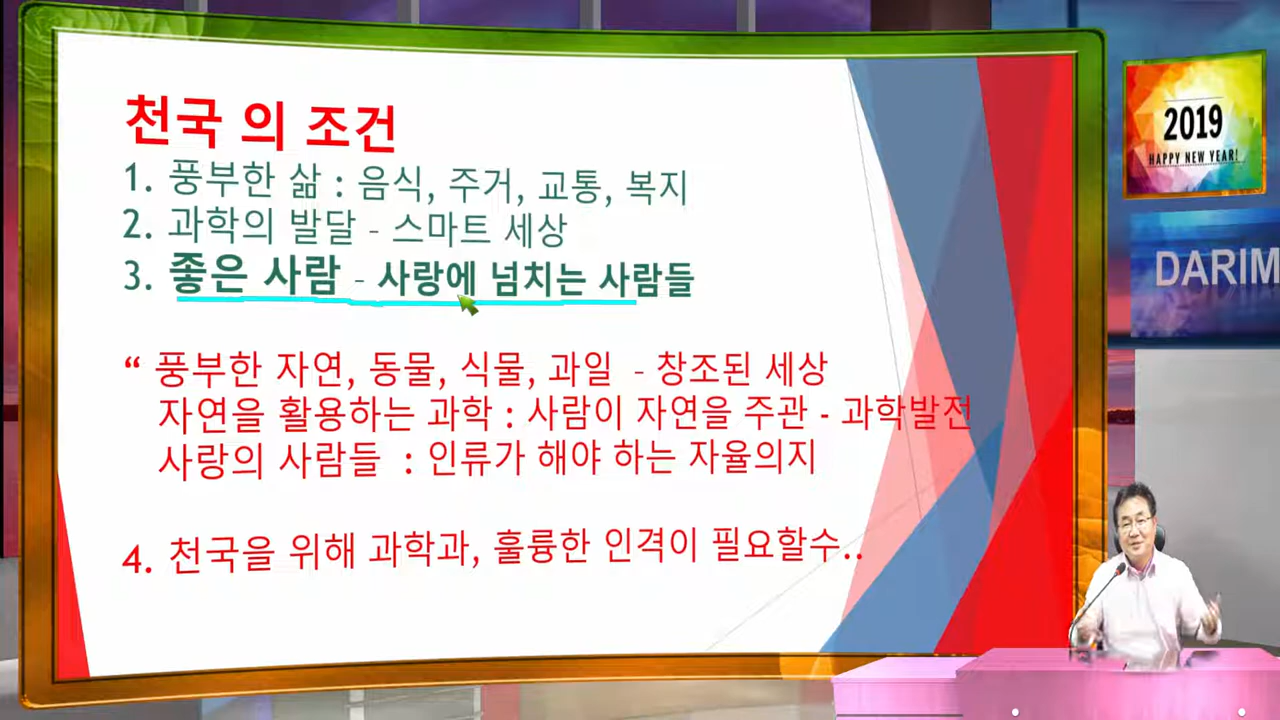 천국 의 조건
1. 풍부한 삶 : 음식, 주거, 교통, 복지
2. 과학의 발달 - 스마트 세상
3. 좋은 사람 - 사랑에 넘치는 사람들
“ 풍부한 자연, 동물, 식물, 과일 - 창조된 세상
자연을 활용하는 과학 : 사람이 자연을 주관 - 과학발전
사랑의 사람들 : 인류가 해야 하는 자율의지
4. 천국을 위해 과학과, 훌륭한 인격이 필요할수..
2019
HAPPY NEW YEAR!
DARIM